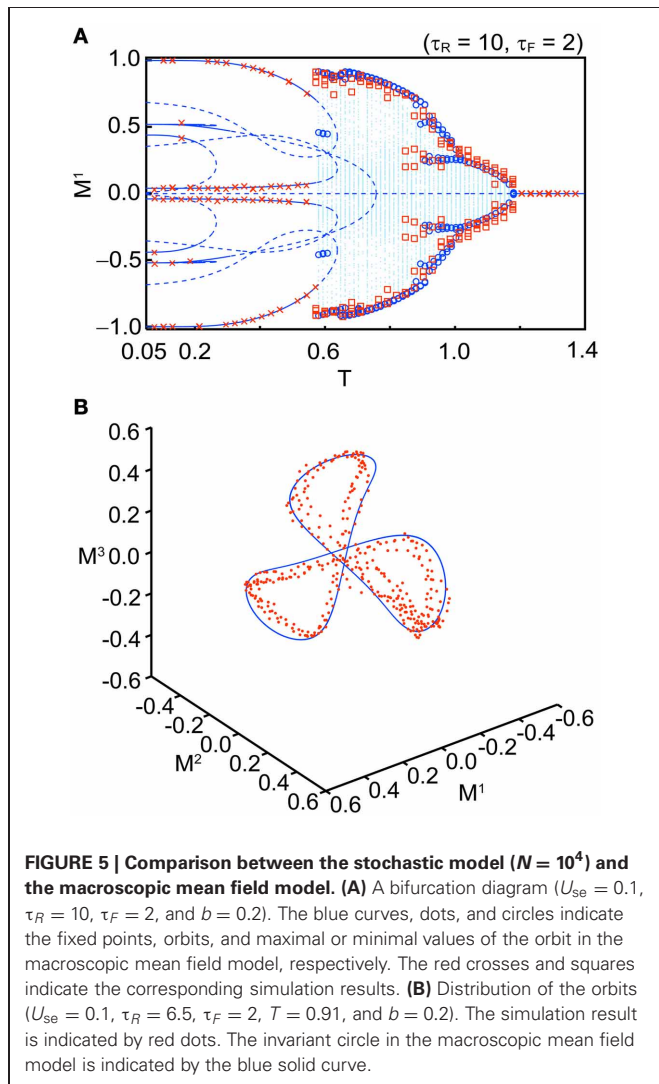 A
(τR = 10, τF = 2)
1.0
0.5
0.0
−0.5
−1.0
M¹
0.05 0.2 0.6 1.0 1.4
T
B
0.6
0.4
0.2
0.0
-0.2
-0.4
-0.6
M³
-0.4
-0.2
0.0
0.2
0.4
0.6
M²
0.6
0.4
0.2
0.0
-0.2
-0.4
-0.6
M¹
FIGURE 5 | Comparison between the stochastic model (N = 10⁴) and
the macroscopic mean field model. (A) A bifurcation diagram (Use = 0.1,
τR = 10, τF = 2, and b = 0.2). The blue curves, dots, and circles indicate
the fixed points, orbits, and maximal or minimal values of the orbit in the
macroscopic mean field model, respectively. The red crosses and squares
indicate the corresponding simulation results. (B) Distribution of the orbits
(Use = 0.1, τR = 6.5, τF = 2, T = 0.91, and b = 0.2). The simulation result
is indicated by red dots. The invariant circle in the macroscopic mean field
model is indicated by the blue solid curve.